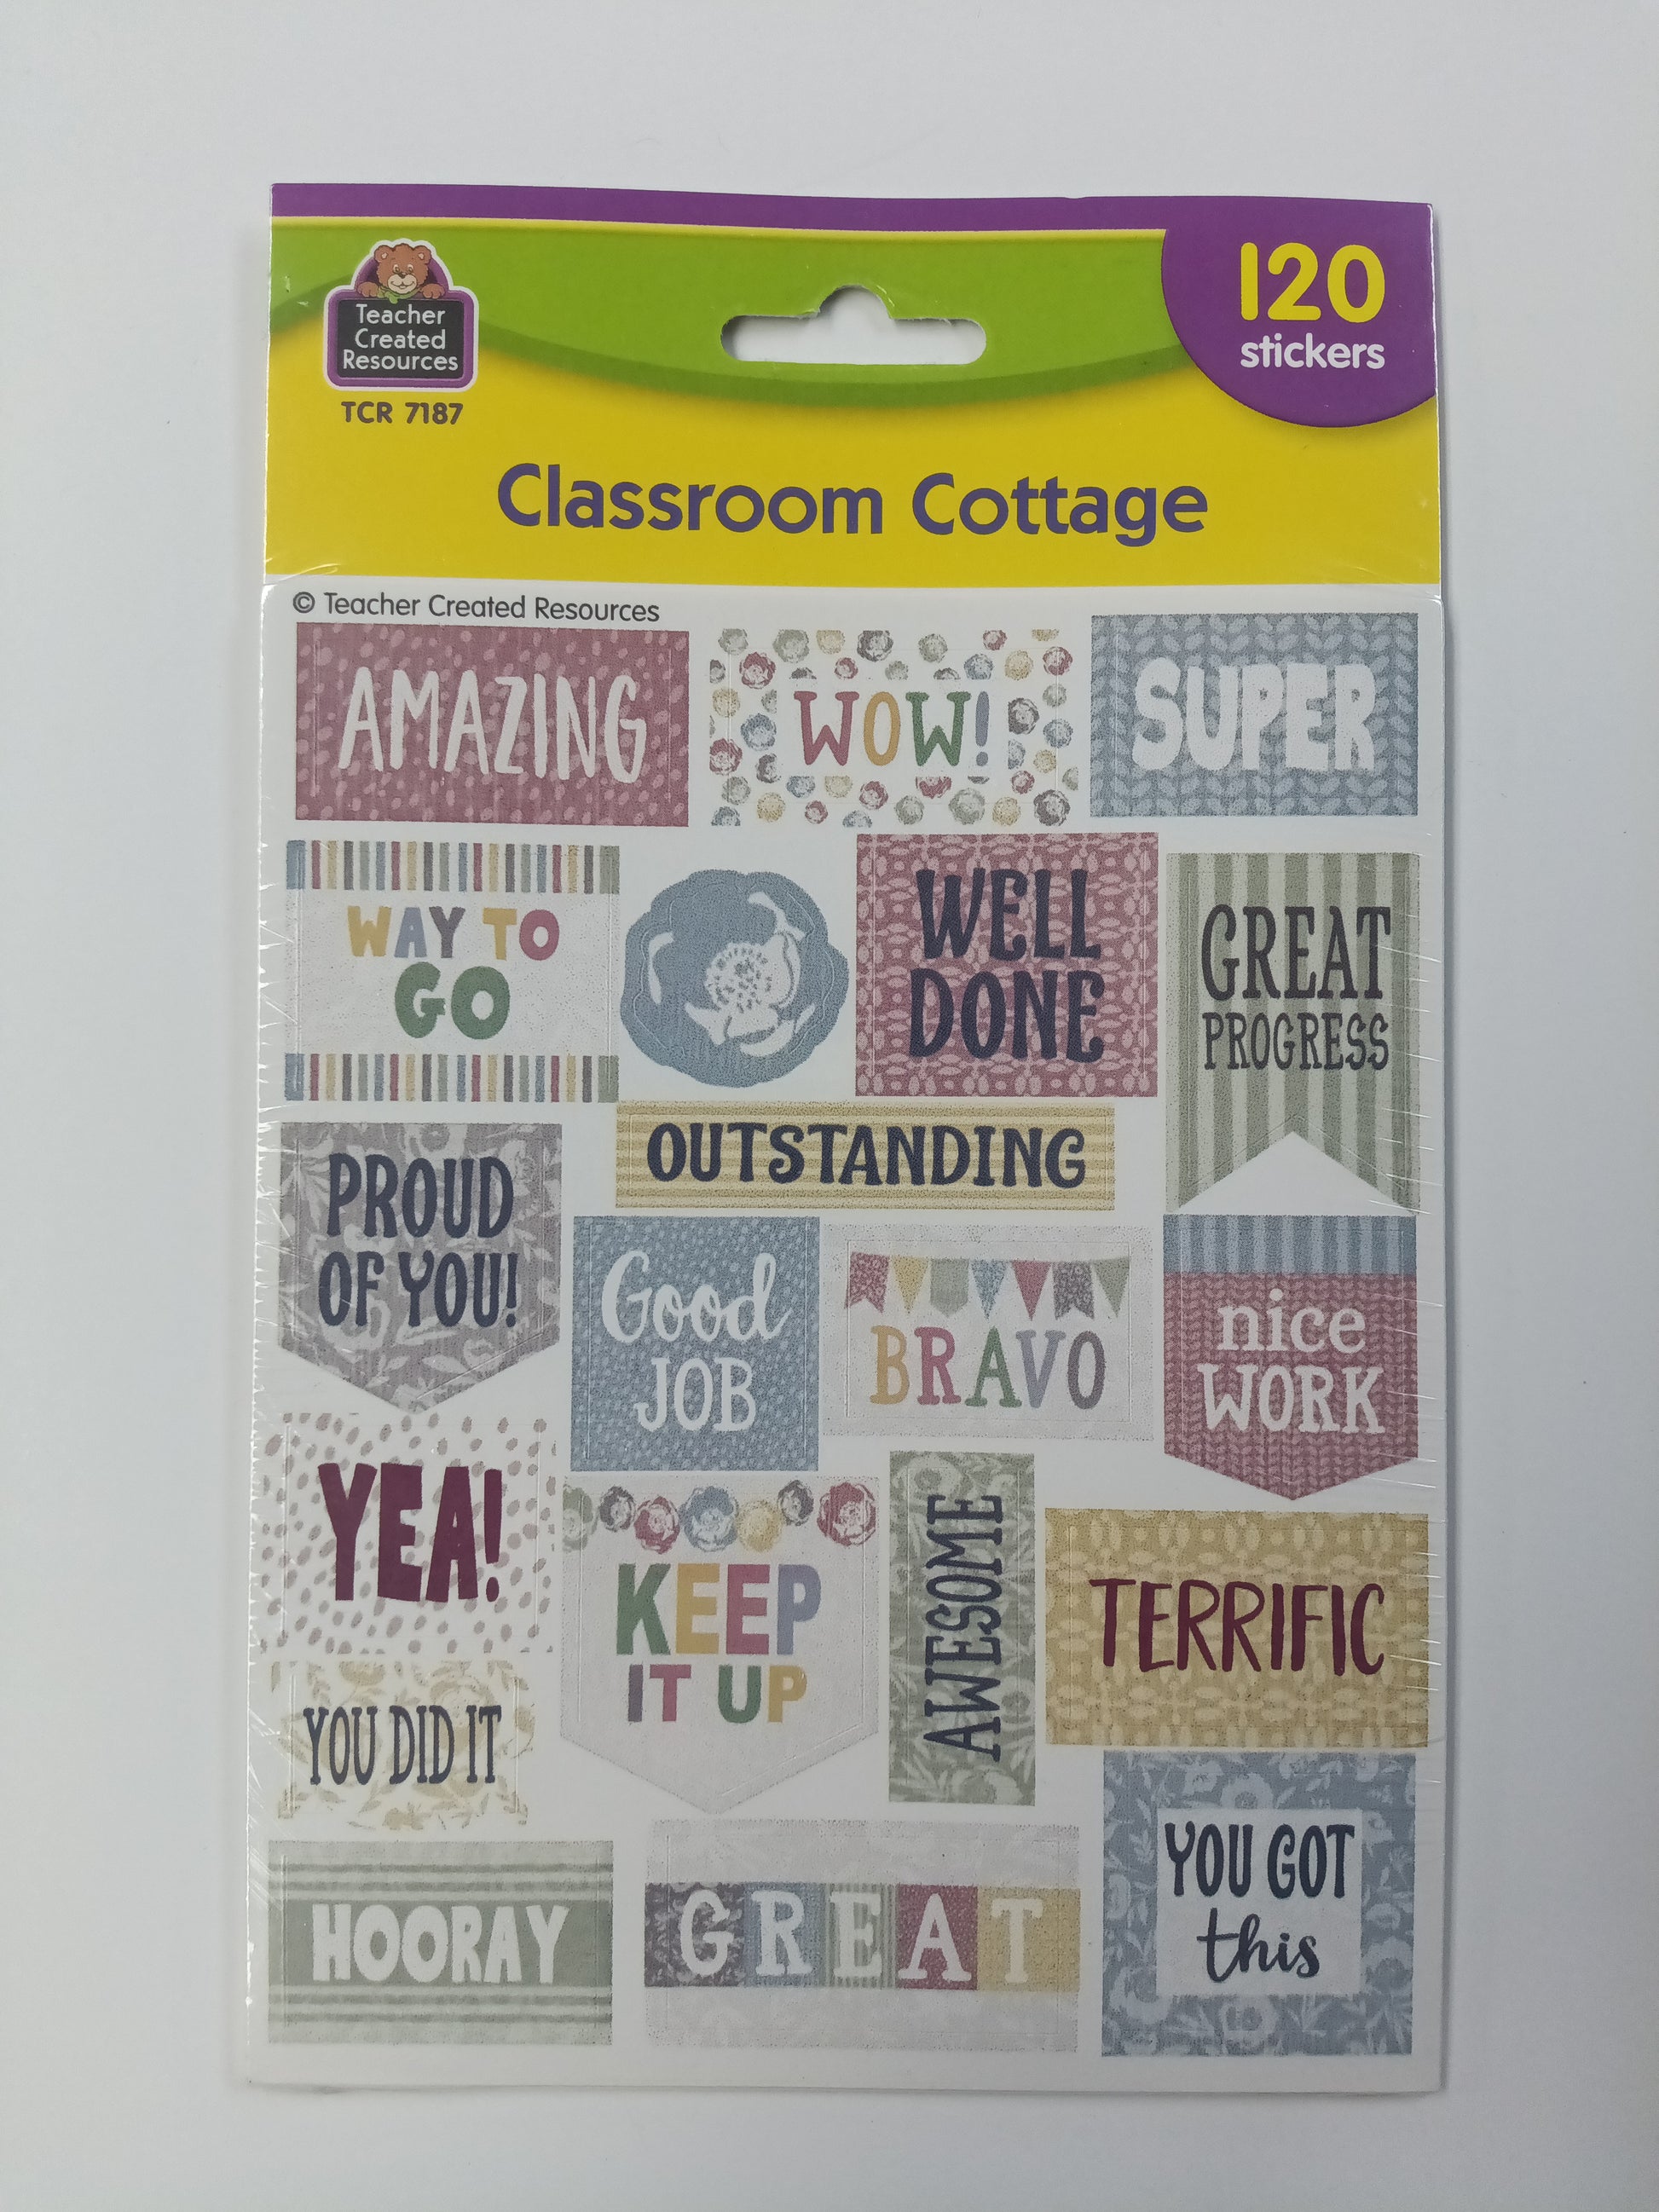 Teacher
Created
Resources
TCR 7187
120
stickers
Classroom Cottage
© Teacher Created Resources
AMAZING
WOW!
SUPER
WAY TO
GO
WELL
DONE
GREAT
PROGRESS
OUTSTANDING
PROUD
OF YOU!
Good
JOB
BRAVO
nice
WORK
YEA!
KEEP
IT UP
AWESOME
TERRIFIC
YOU DID IT
YOU GOT
this
HOORAY
GREAT